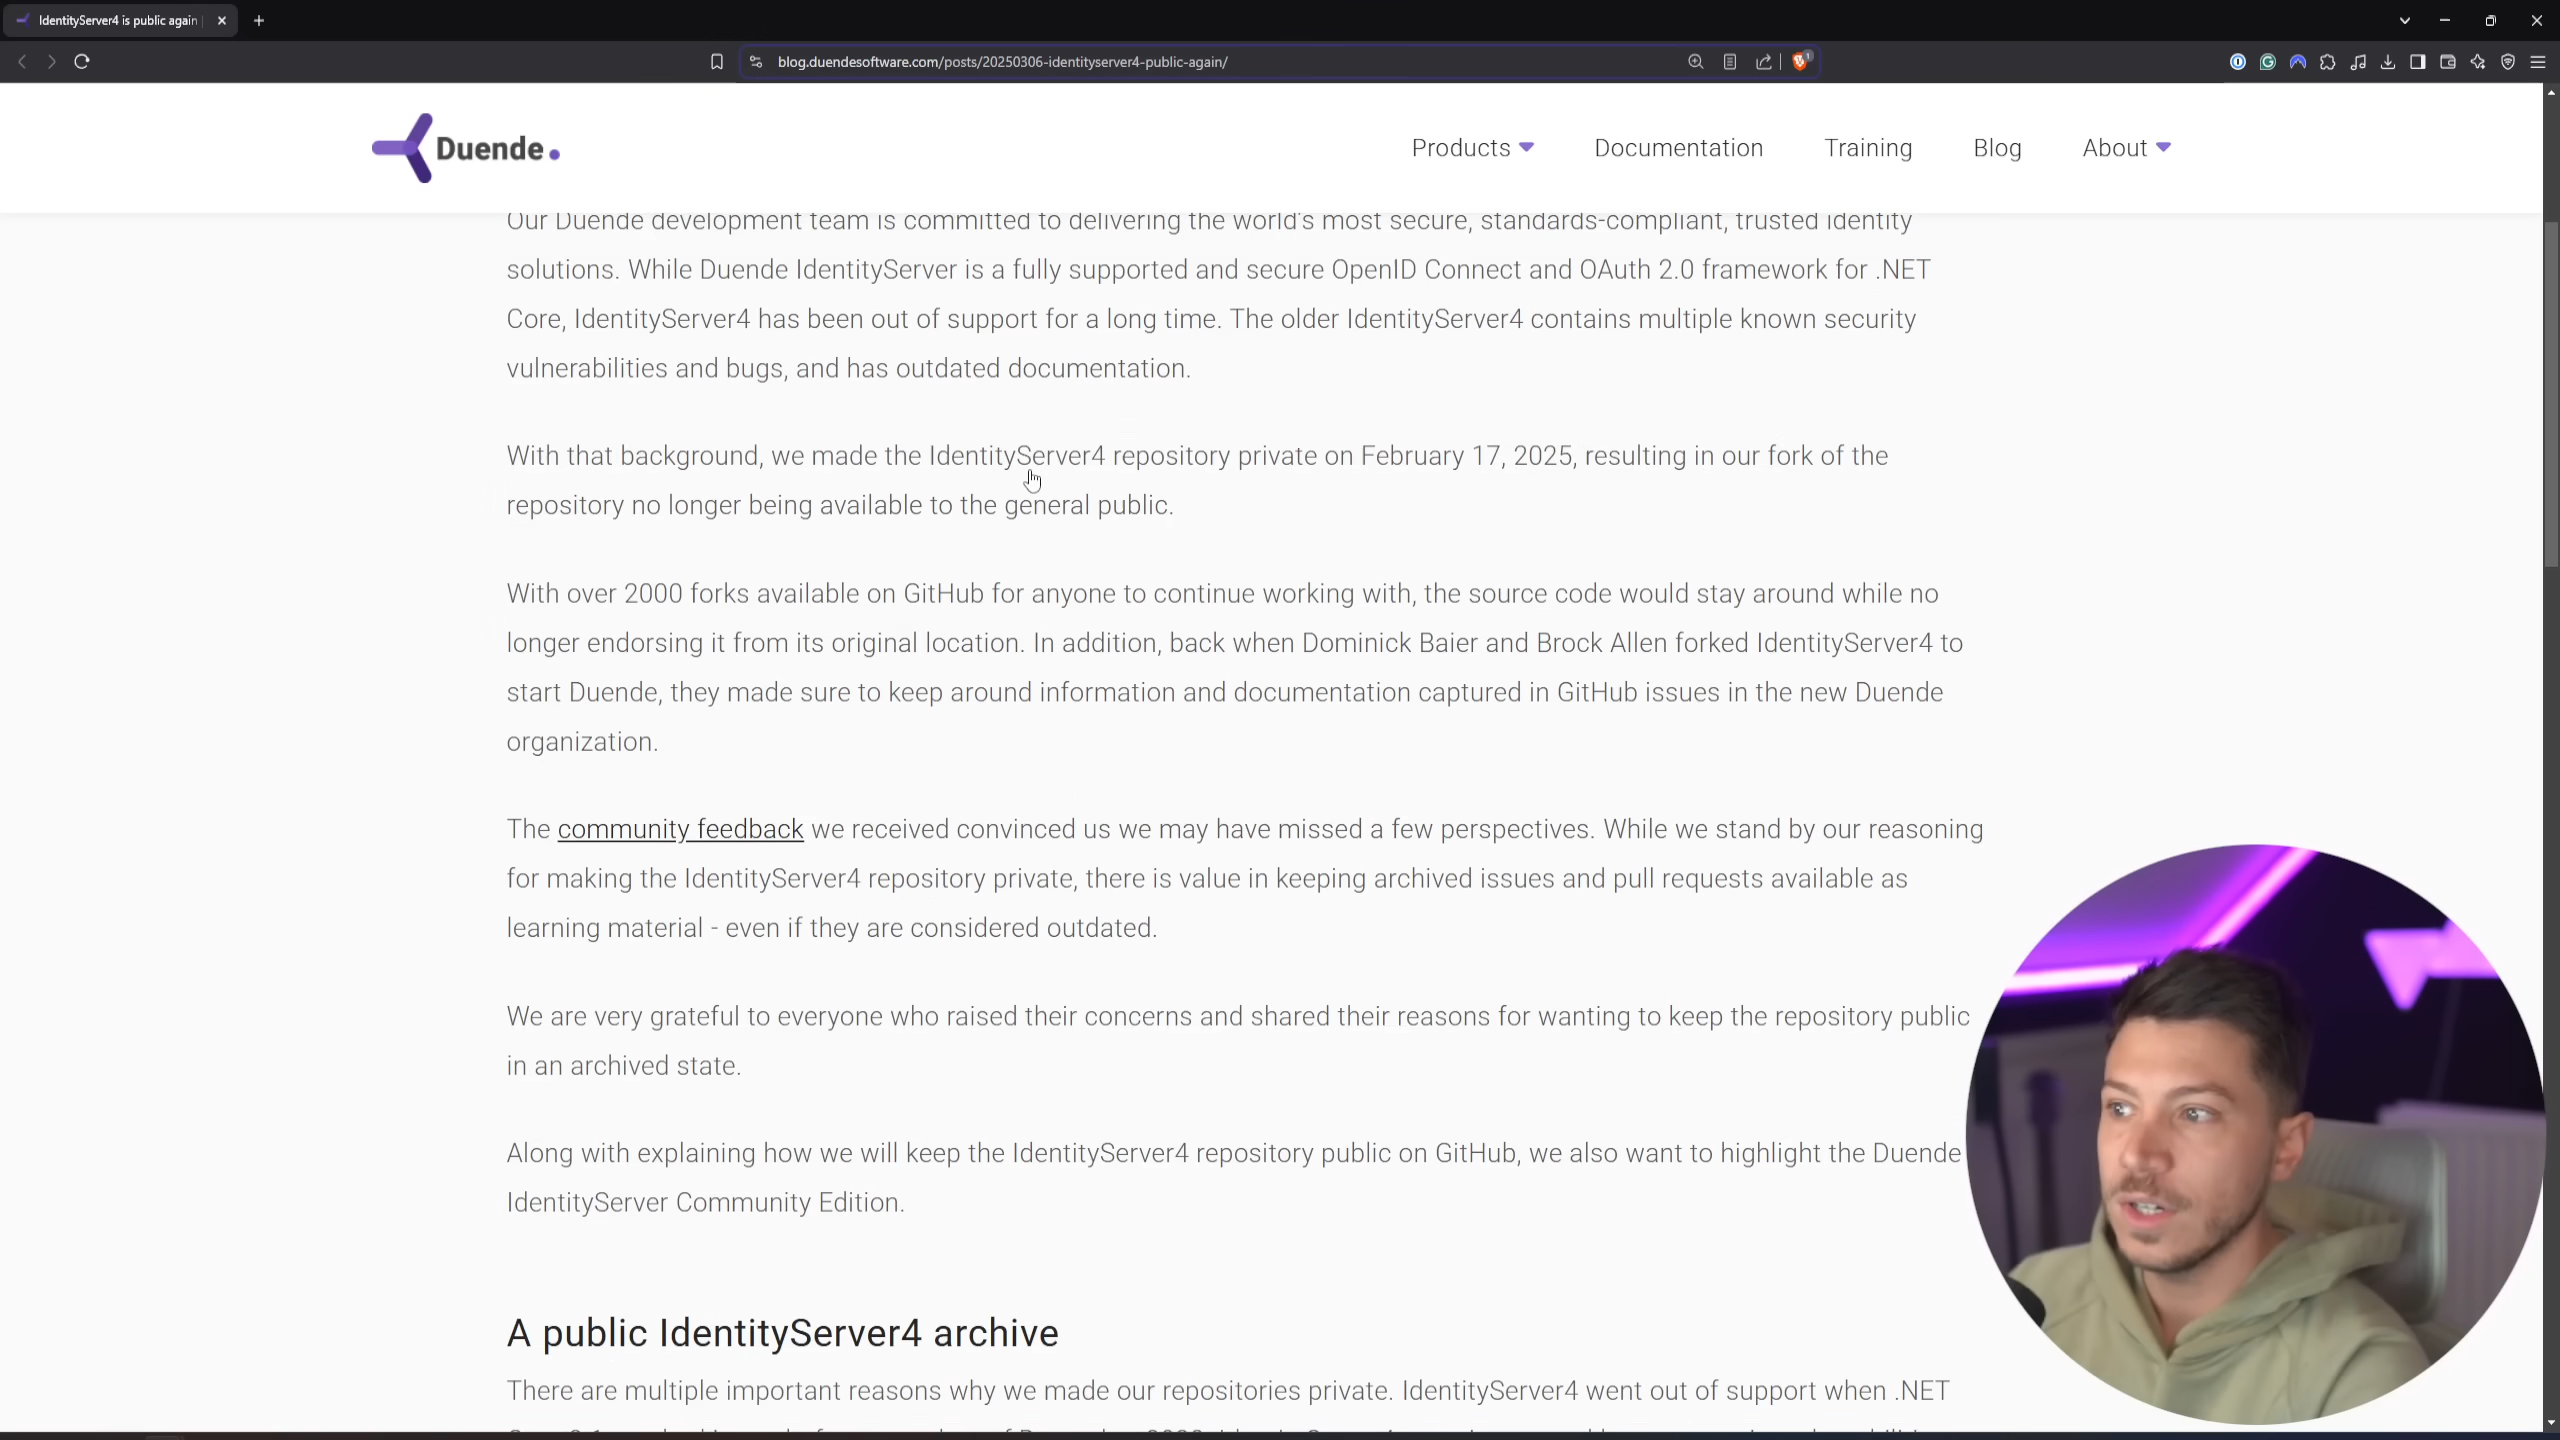 IdentityServer4 is public again
blog.duendesoftware.com/posts/20250306-identityserver4-public-again/
1
Duende
Products
Documentation
Training
Blog
About
Our Duende development team is committed to delivering the world's most secure, standards-compliant, trusted identity
solutions. While Duende IdentityServer is a fully supported and secure OpenID Connect and OAuth 2.0 framework for .NET
Core, IdentityServer4 has been out of support for a long time. The older IdentityServer4 contains multiple known security
vulnerabilities and bugs, and has outdated documentation.
With that background, we made the IdentityServer4 repository private on February 17, 2025, resulting in our fork of the
repository no longer being available to the general public.
With over 2000 forks available on GitHub for anyone to continue working with, the source code would stay around while no
longer endorsing it from its original location. In addition, back when Dominick Baier and Brock Allen forked IdentityServer4 to
start Duende, they made sure to keep around information and documentation captured in GitHub issues in the new Duende
organization.
The community feedback we received convinced us we may have missed a few perspectives. While we stand by our reasoning
for making the IdentityServer4 repository private, there is value in keeping archived issues and pull requests available as
learning material - even if they are considered outdated.
We are very grateful to everyone who raised their concerns and shared their reasons for wanting to keep the repository public
in an archived state.
Along with explaining how we will keep the IdentityServer4 repository public on GitHub, we also want to highlight the Duende
IdentityServer Community Edition.
A public IdentityServer4 archive
There are multiple important reasons why we made our repositories private. IdentityServer4 went out of support when .NET